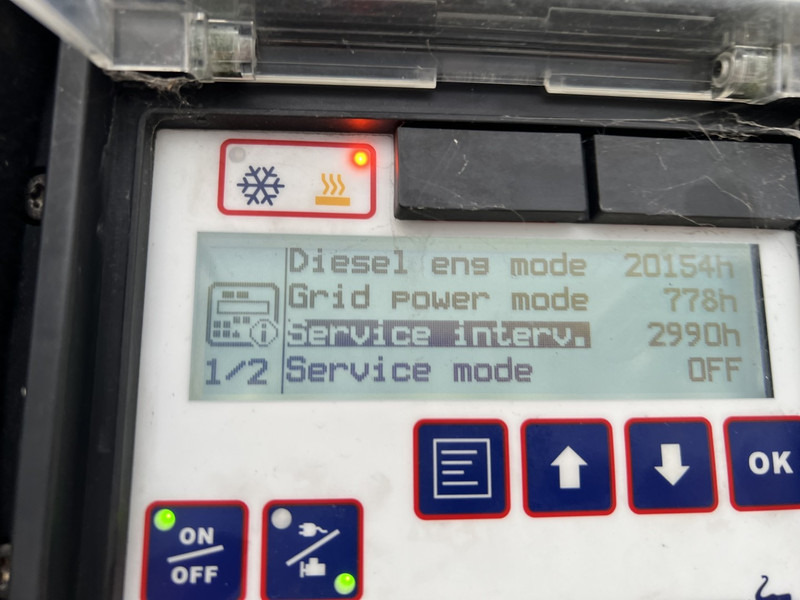 Diesel eng mode 20154h
Grid power mode 778h
Service interv. 2990h
1/2 Service mode OFF
OK
ON
OFF